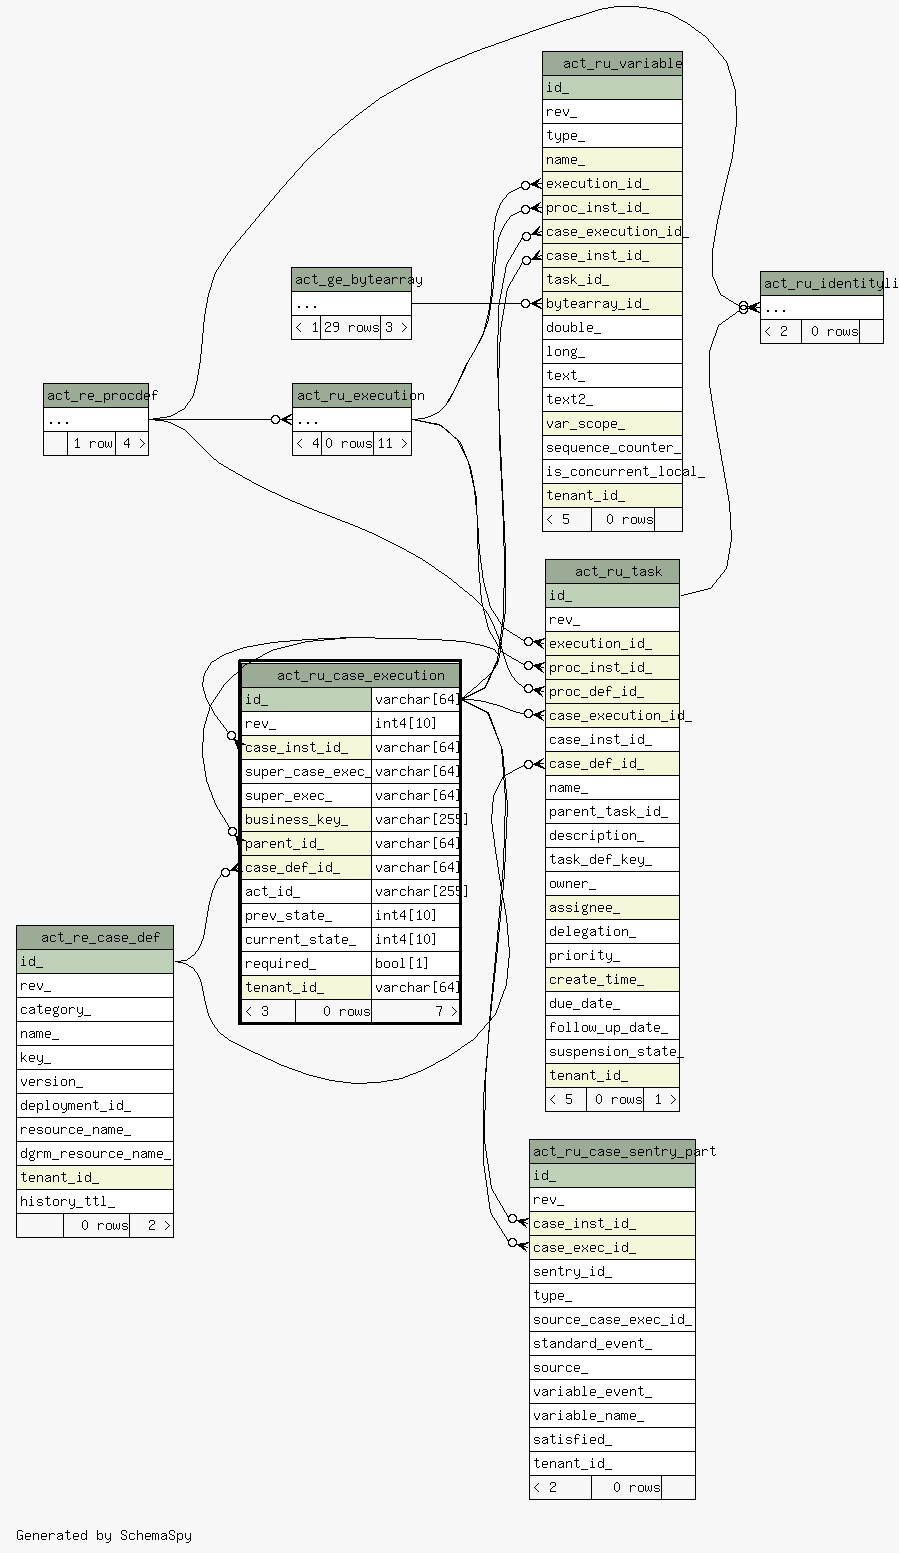 act_ru_variable
id_
rev_
type_
name_
execution_id_
proc_inst_id_
case_execution_id_
case_inst_id_
task_id_
bytearray_id_
double_
long_
text_
text2_
var_scope_
sequence_counter_
is_concurrent_local_
tenant_id_
< 5 0 rows
act_ge_bytearray
...
< 1 29 rows 3 >
act_ru_identityli
...
< 2 0 rows
act_re_procdef
...
1 row 4 >
act_ru_execution
...
< 4 0 rows 11 >
act_ru_task
id_
rev_
execution_id_
proc_inst_id_
proc_def_id_
case_execution_id_
case_inst_id_
case_def_id_
name_
parent_task_id_
description_
task_def_key_
owner_
assignee_
delegation_
priority_
create_time_
due_date_
follow_up_date_
suspension_state_
tenant_id_
< 5 0 rows 1 >
act_ru_case_execution
id_ varchar[64]
rev_ int4[10]
case_inst_id_ varchar[64]
super_case_exec_ varchar[64]
super_exec_ varchar[64]
business_key_ varchar[255]
parent_id_ varchar[64]
case_def_id_ varchar[64]
act_id_ varchar[255]
prev_state_ int4[10]
current_state_ int4[10]
required_ bool[1]
tenant_id_ varchar[64]
< 3 0 rows 7 >
act_re_case_def
id_
rev_
category_
name_
key_
version_
deployment_id_
resource_name_
dgrm_resource_name_
tenant_id_
history_ttl_
0 rows 2 >
act_ru_case_sentry_part
id_
rev_
case_inst_id_
case_exec_id_
sentry_id_
type_
source_case_exec_id_
standard_event_
source_
variable_event_
variable_name_
satisfied_
tenant_id_
< 2 0 rows
Generated by SchemaSpy